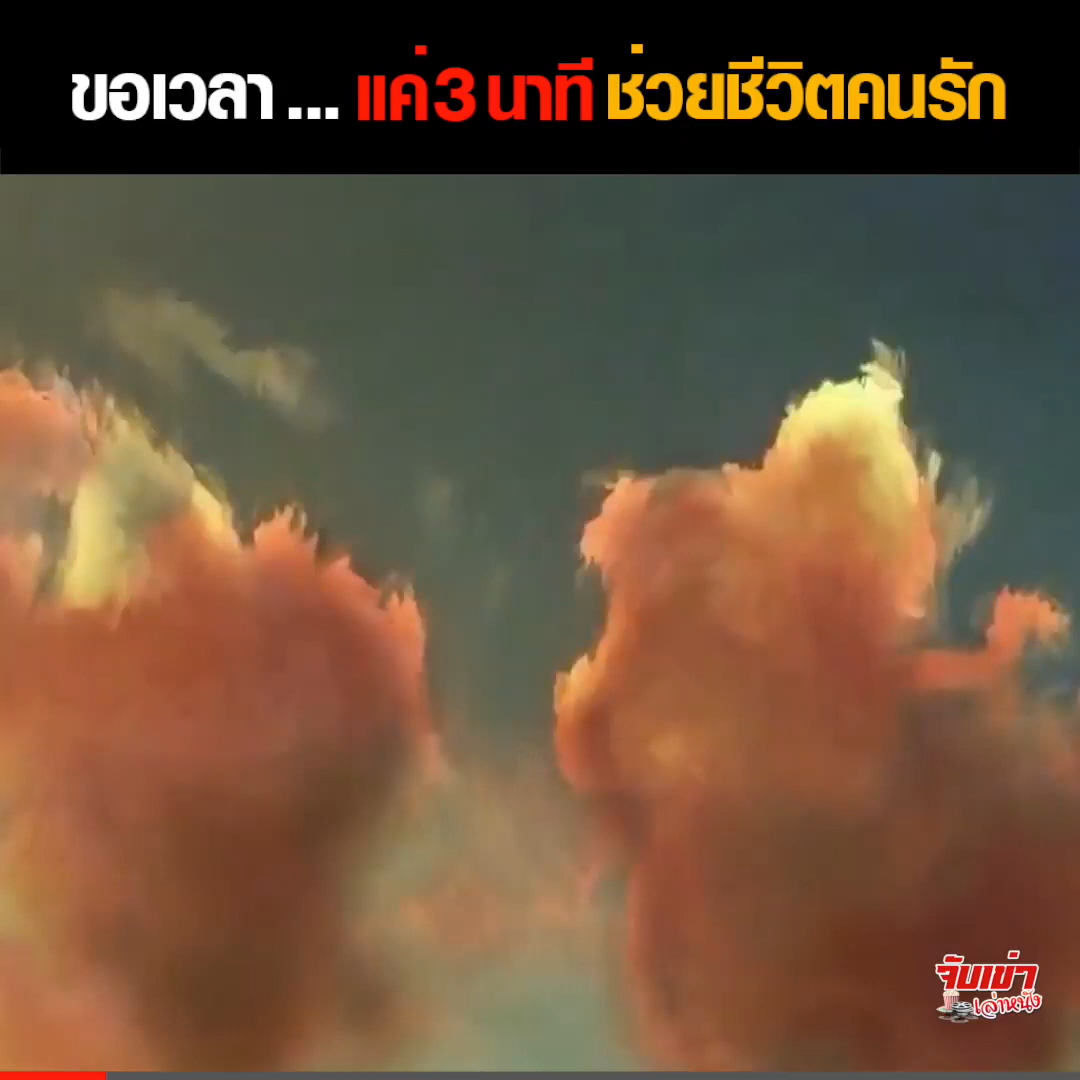 ขอเวลา ... แค่ 3 นาที ช่วยชีวิตคนรัก
จับเข่า
เล่าหนัง